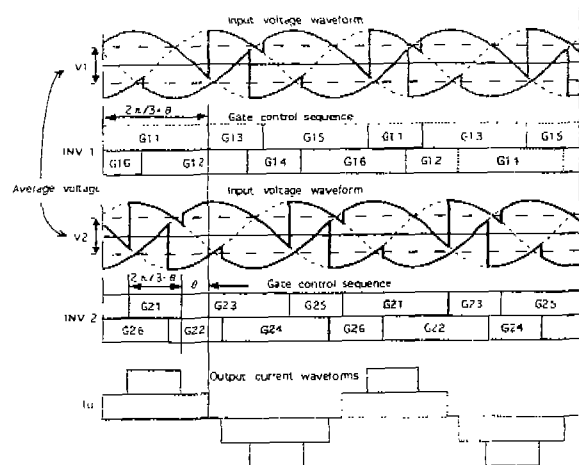 Input voltage waveform
V1
2π/3+θ
Gate control sequence
G11 G13 G15 G11 G13 G15
INV 1
G16 G12 G14 G16 G12 G14
Average voltage
Input voltage waveform
V2
2π/3-θ
θ
Gate control sequence
G21 G23 G25 G21 G23 G25
INV 2
G26 G22 G24 G26 G22 G24
Output current waveforms
Iu